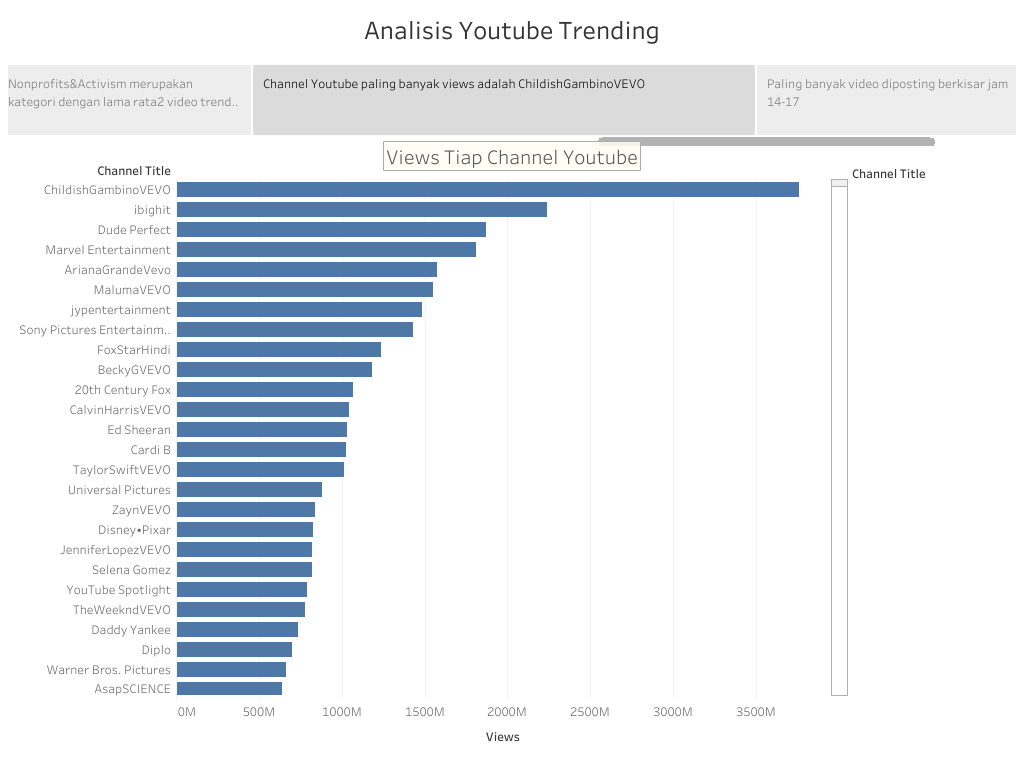 Analisis Youtube Trending
Nonprofits&Activism merupakan
kategori dengan lama rata2 video trend..
Channel Youtube paling banyak views adalah ChildishGambinoVEVO
Paling banyak video diposting berkisar jam
14-17
Views Tiap Channel Youtube
Channel Title
Channel Title
ChildishGambinoVEVO
ibighit
Dude Perfect
Marvel Entertainment
ArianaGrandeVevo
MalumaVEVO
jypentertainment
Sony Pictures Entertainm..
FoxStarHindi
BeckyGVEVO
20th Century Fox
CalvinHarrisVEVO
Ed Sheeran
Cardi B
TaylorSwiftVEVO
Universal Pictures
ZaynVEVO
Disney•Pixar
JenniferLopezVEVO
Selena Gomez
YouTube Spotlight
TheWeekndVEVO
Daddy Yankee
Diplo
Warner Bros. Pictures
AsapSCIENCE
0M 500M 1000M 1500M 2000M 2500M 3000M 3500M
Views